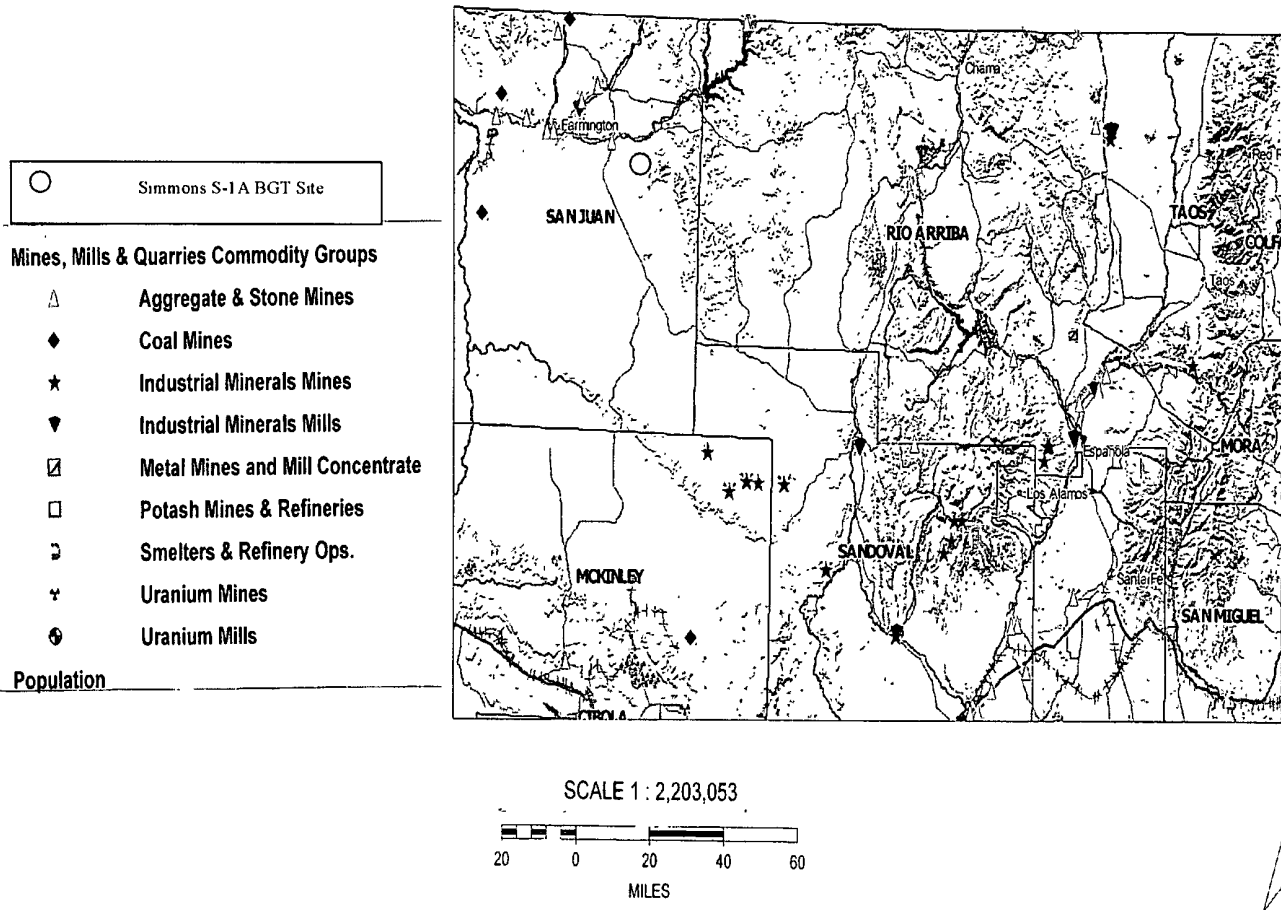 Simmons S-1A BGT Site
Mines, Mills & Quarries Commodity Groups
Aggregate & Stone Mines
Coal Mines
Industrial Minerals Mines
Industrial Minerals Mills
Metal Mines and Mill Concentrate
Potash Mines & Refineries
Smelters & Refinery Ops.
Uranium Mines
Uranium Mills
Population
Chama
Farmington
Red R
SAN JUAN
TAOS
RIO ARRIBA
COLF
Taos
MORA
Española
Los Alamos
SANDOVAL
MCKINLEY
Santa Fe
SAN MIGUEL
CIBOLA
SCALE 1 : 2,203,053
20 0 20 40 60
MILES